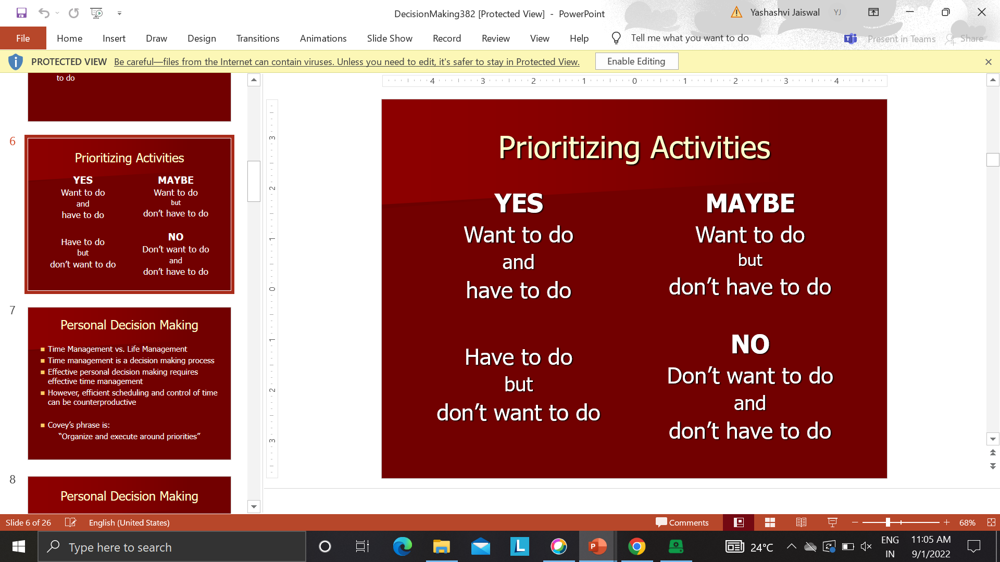 DecisionMaking382 [Protected View] - PowerPoint
Yashashvi Jaiswal YJ
File Home Insert Draw Design Transitions Animations Slide Show Record Review View Help Tell me what you want to do Present in Teams Share
PROTECTED VIEW Be careful—files from the Internet can contain viruses. Unless you need to edit, it's safer to stay in Protected View. Enable Editing
to do
6
Prioritizing Activities
YES
Want to do
and
have to do
MAYBE
Want to do
but
don’t have to do
Have to do
but
don’t want to do
NO
Don’t want to do
and
don’t have to do
7
Personal Decision Making
Time Management vs. Life Management
Time management is a decision making process
Effective personal decision making requires
effective time management
However, efficient scheduling and control of time
can be counterproductive
Covey’s phrase is:
“Organize and execute around priorities”
8
Personal Decision Making
4 3 2 1 0 1 2 3 4
3
2
1
0
1
2
3
Prioritizing Activities
YES
Want to do
and
have to do
MAYBE
Want to do
but
don’t have to do
Have to do
but
don’t want to do
NO
Don’t want to do
and
don’t have to do
Slide 6 of 26 English (United States) Comments 68%
Type here to search
L
P
24°C
ENG
IN
11:05 AM
9/1/2022